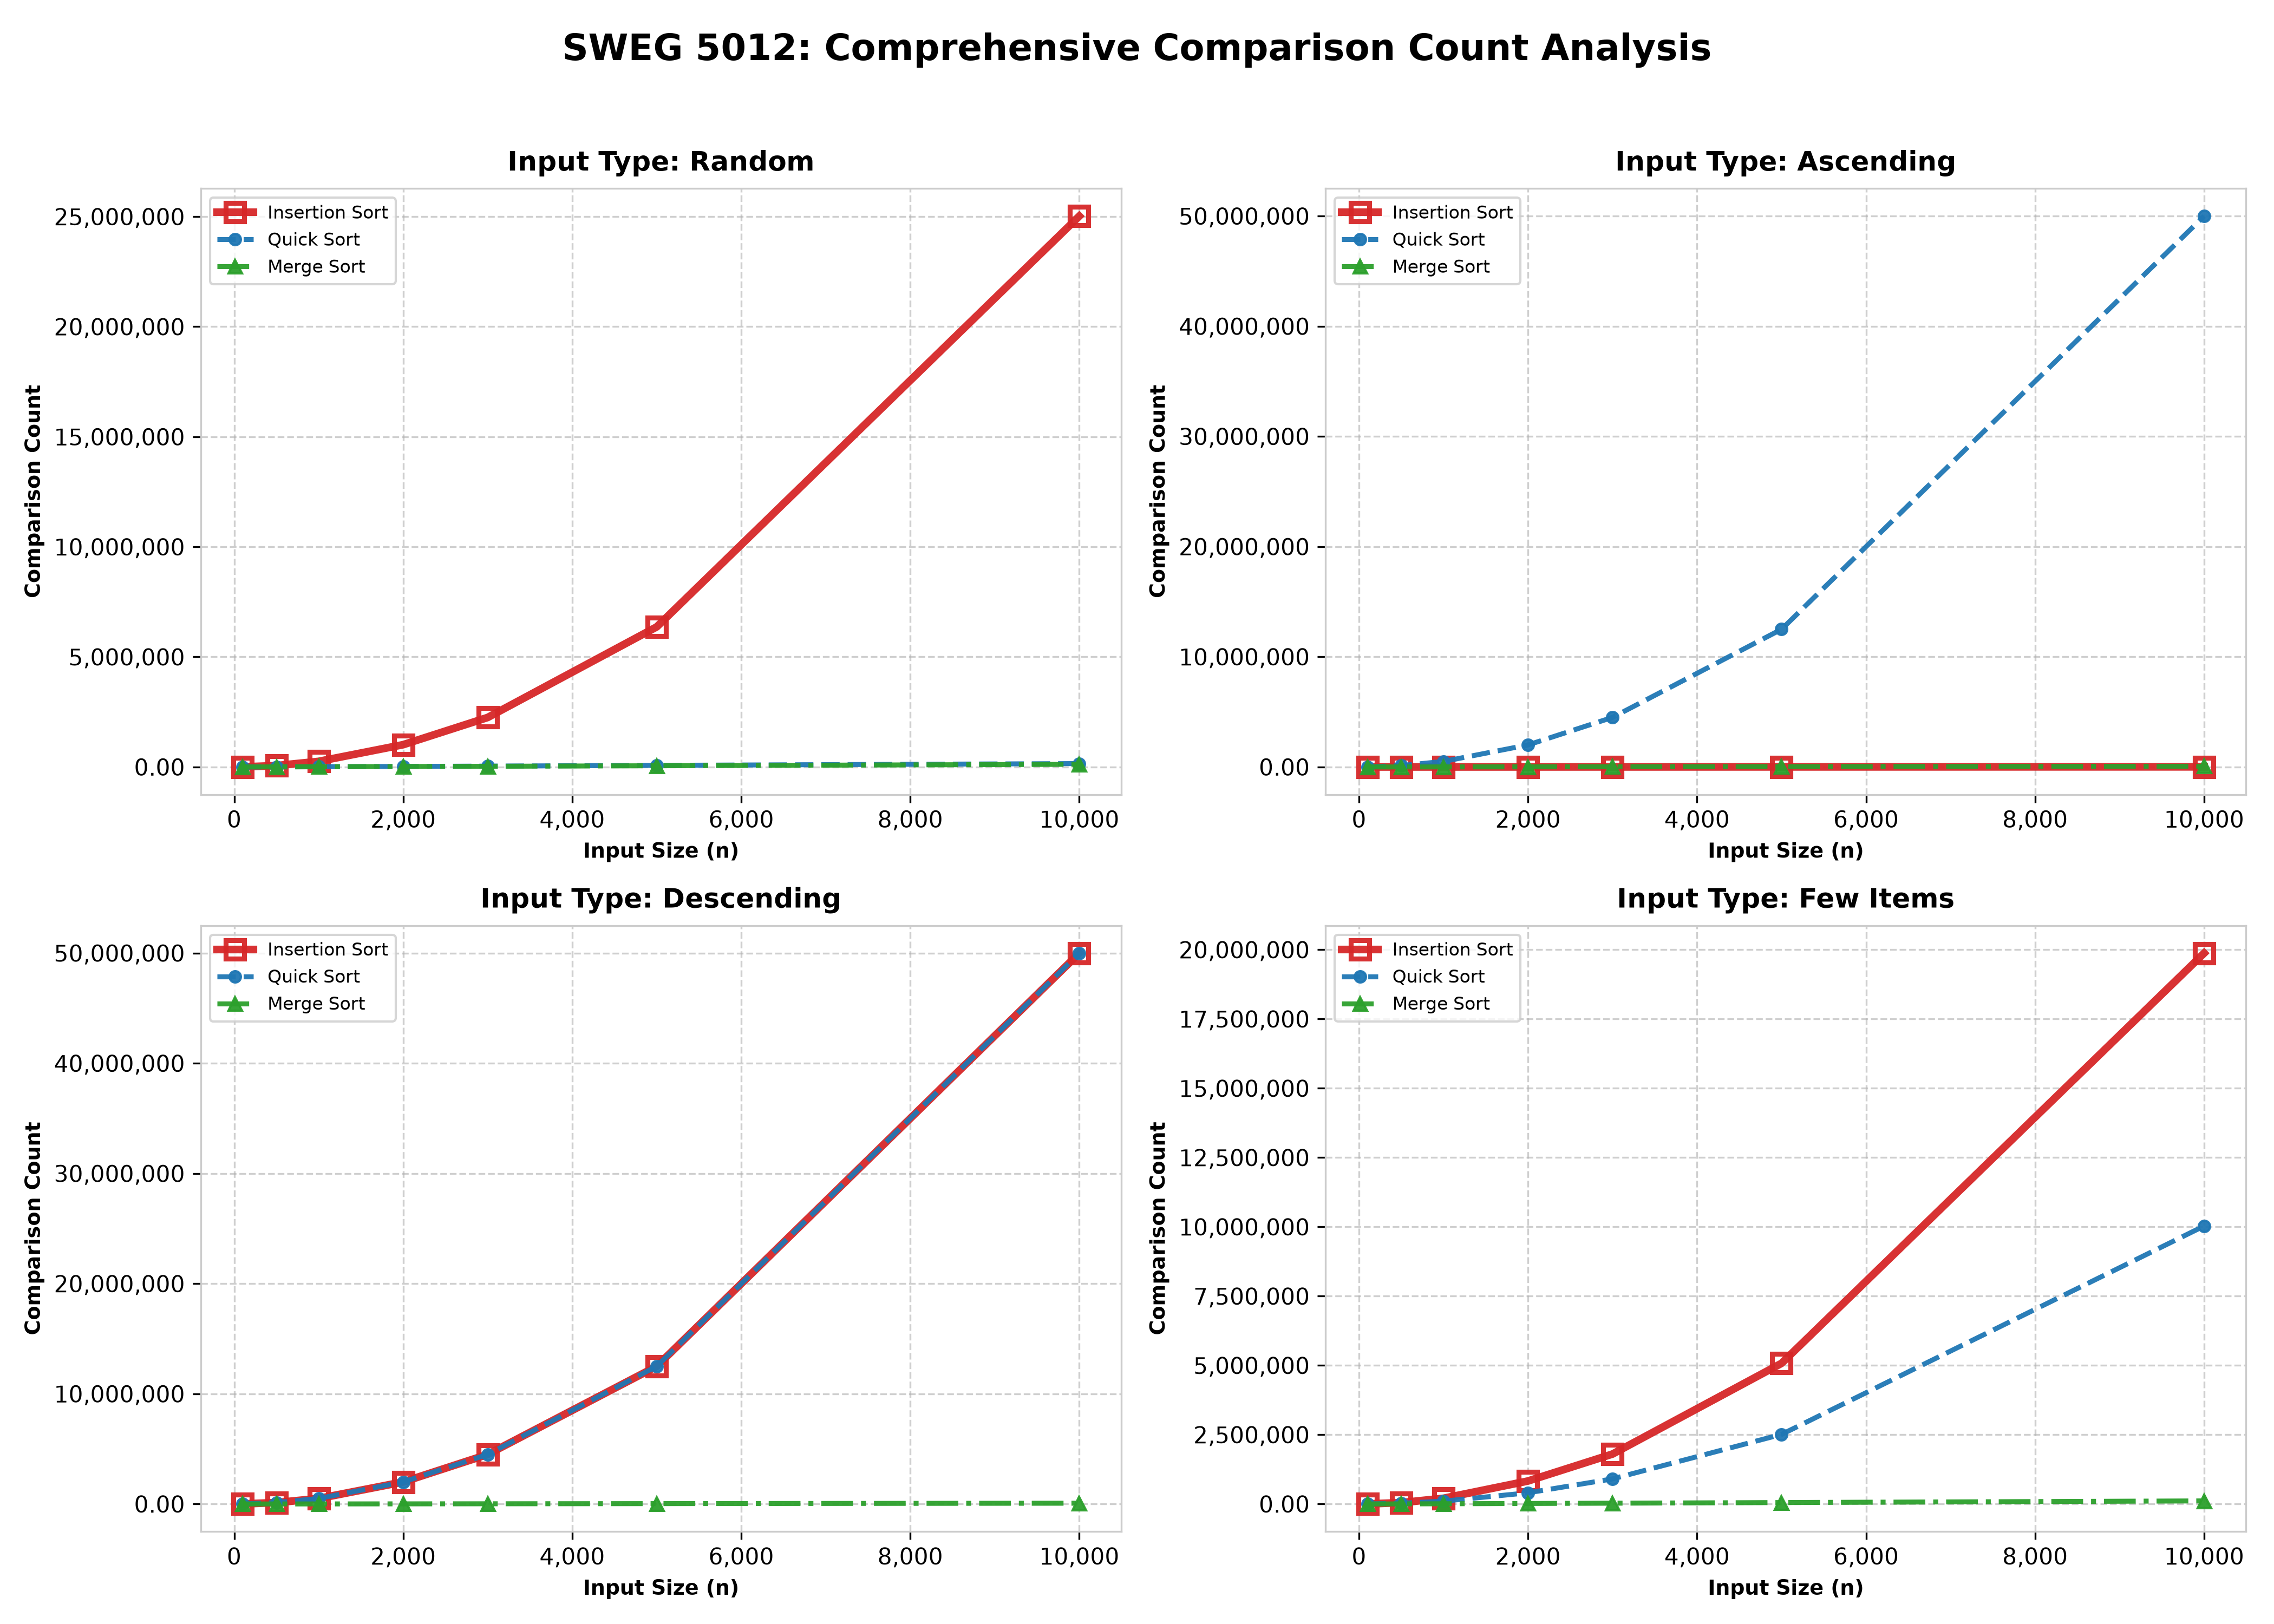 SWEG 5012: Comprehensive Comparison Count Analysis
Input Type: Random
Insertion Sort
Quick Sort
Merge Sort
25,000,000
20,000,000
15,000,000
10,000,000
5,000,000
0.00
Comparison Count
0 2,000 4,000 6,000 8,000 10,000
Input Size (n)
Input Type: Ascending
Insertion Sort
Quick Sort
Merge Sort
50,000,000
40,000,000
30,000,000
20,000,000
10,000,000
0.00
Comparison Count
0 2,000 4,000 6,000 8,000 10,000
Input Size (n)
Input Type: Descending
Insertion Sort
Quick Sort
Merge Sort
50,000,000
40,000,000
30,000,000
20,000,000
10,000,000
0.00
Comparison Count
0 2,000 4,000 6,000 8,000 10,000
Input Size (n)
Input Type: Few Items
Insertion Sort
Quick Sort
Merge Sort
20,000,000
17,500,000
15,000,000
12,500,000
10,000,000
7,500,000
5,000,000
2,500,000
0.00
Comparison Count
0 2,000 4,000 6,000 8,000 10,000
Input Size (n)